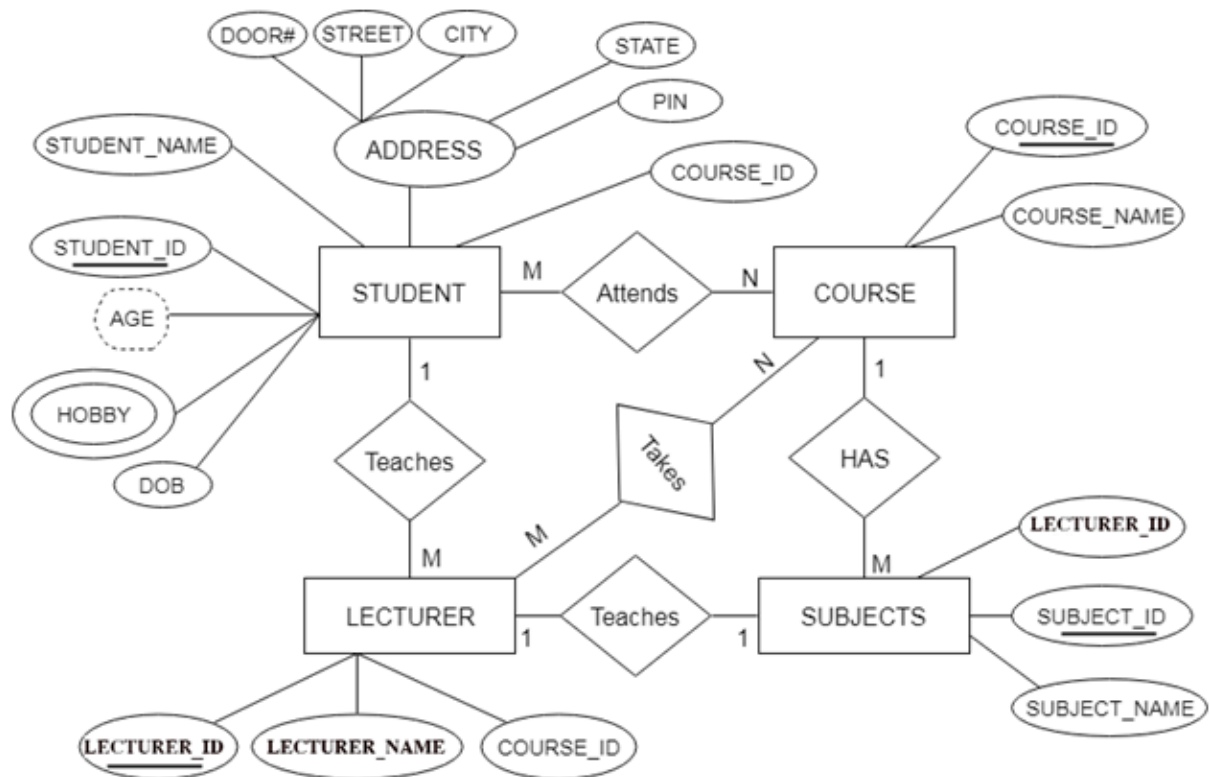 DOOR#
STREET
CITY
STATE
PIN
ADDRESS
STUDENT_NAME
COURSE_ID
COURSE_ID
COURSE_NAME
STUDENT_ID
AGE
HOBBY
DOB
STUDENT
M
Attends
N
COURSE
1
Teaches
M
N
Takes
M
1
HAS
M
LECTURER_ID
LECTURER
1
Teaches
1
SUBJECTS
SUBJECT_ID
SUBJECT_NAME
LECTURER_ID
LECTURER_NAME
COURSE_ID